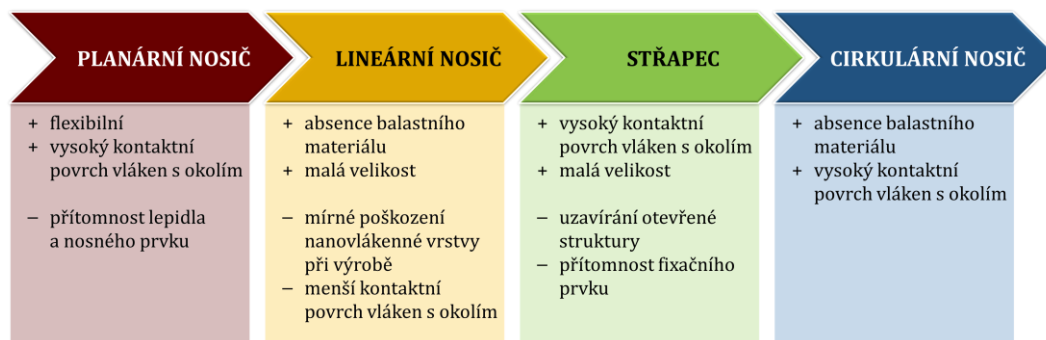 PLANÁRNÍ NOSIČ
+ flexibilní
+ vysoký kontaktní
povrch vláken s okolím
– přítomnost lepidla
a nosného prvku
LINEÁRNÍ NOSIČ
+ absence balastního
materiálu
+ malá velikost
– mírné poškození
nanovlákenné vrstvy
při výrobě
– menší kontaktní
povrch vláken s okolím
STŘAPEC
+ vysoký kontaktní
povrch vláken s okolím
+ malá velikost
– uzavírání otevřené
struktury
– přítomnost fixačního
prvku
CIRKULÁRNÍ NOSIČ
+ absence balastního
materiálu
+ vysoký kontaktní
povrch vláken s okolím